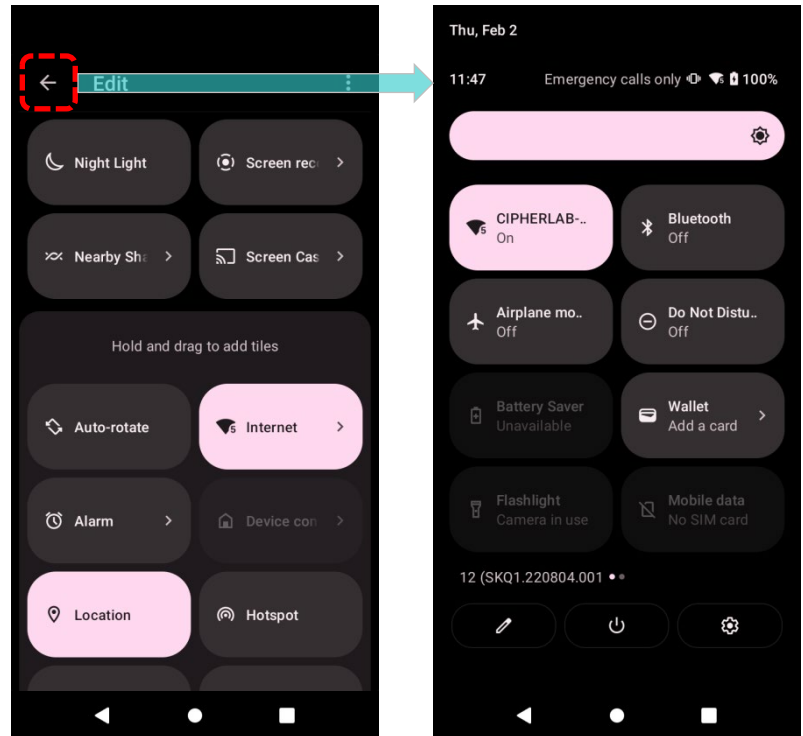 Edit
Night Light
Screen rec
Nearby Sha
Screen Cas
Hold and drag to add tiles
Auto-rotate
5 Internet
Alarm
Device con
Location
Hotspot
Thu, Feb 2
11:47 Emergency calls only 5 100%
5 CIPHERLAB-..
On
Bluetooth
Off
Airplane mo..
Off
Do Not Distu..
Off
Battery Saver
Unavailable
Wallet
Add a card
Flashlight
Camera in use
Mobile data
No SIM card
12 (SKQ1.220804.001